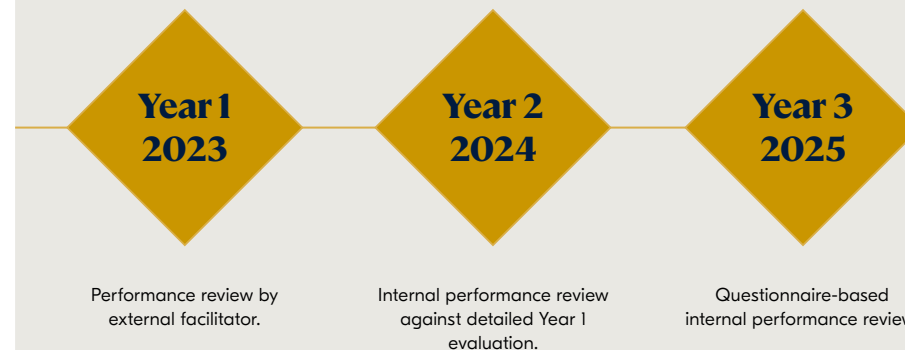 Year 1
2023
Year 2
2024
Year 3
2025
Performance review by
external facilitator.
Internal performance review
against detailed Year 1
evaluation.
Questionnaire-based
internal performance review